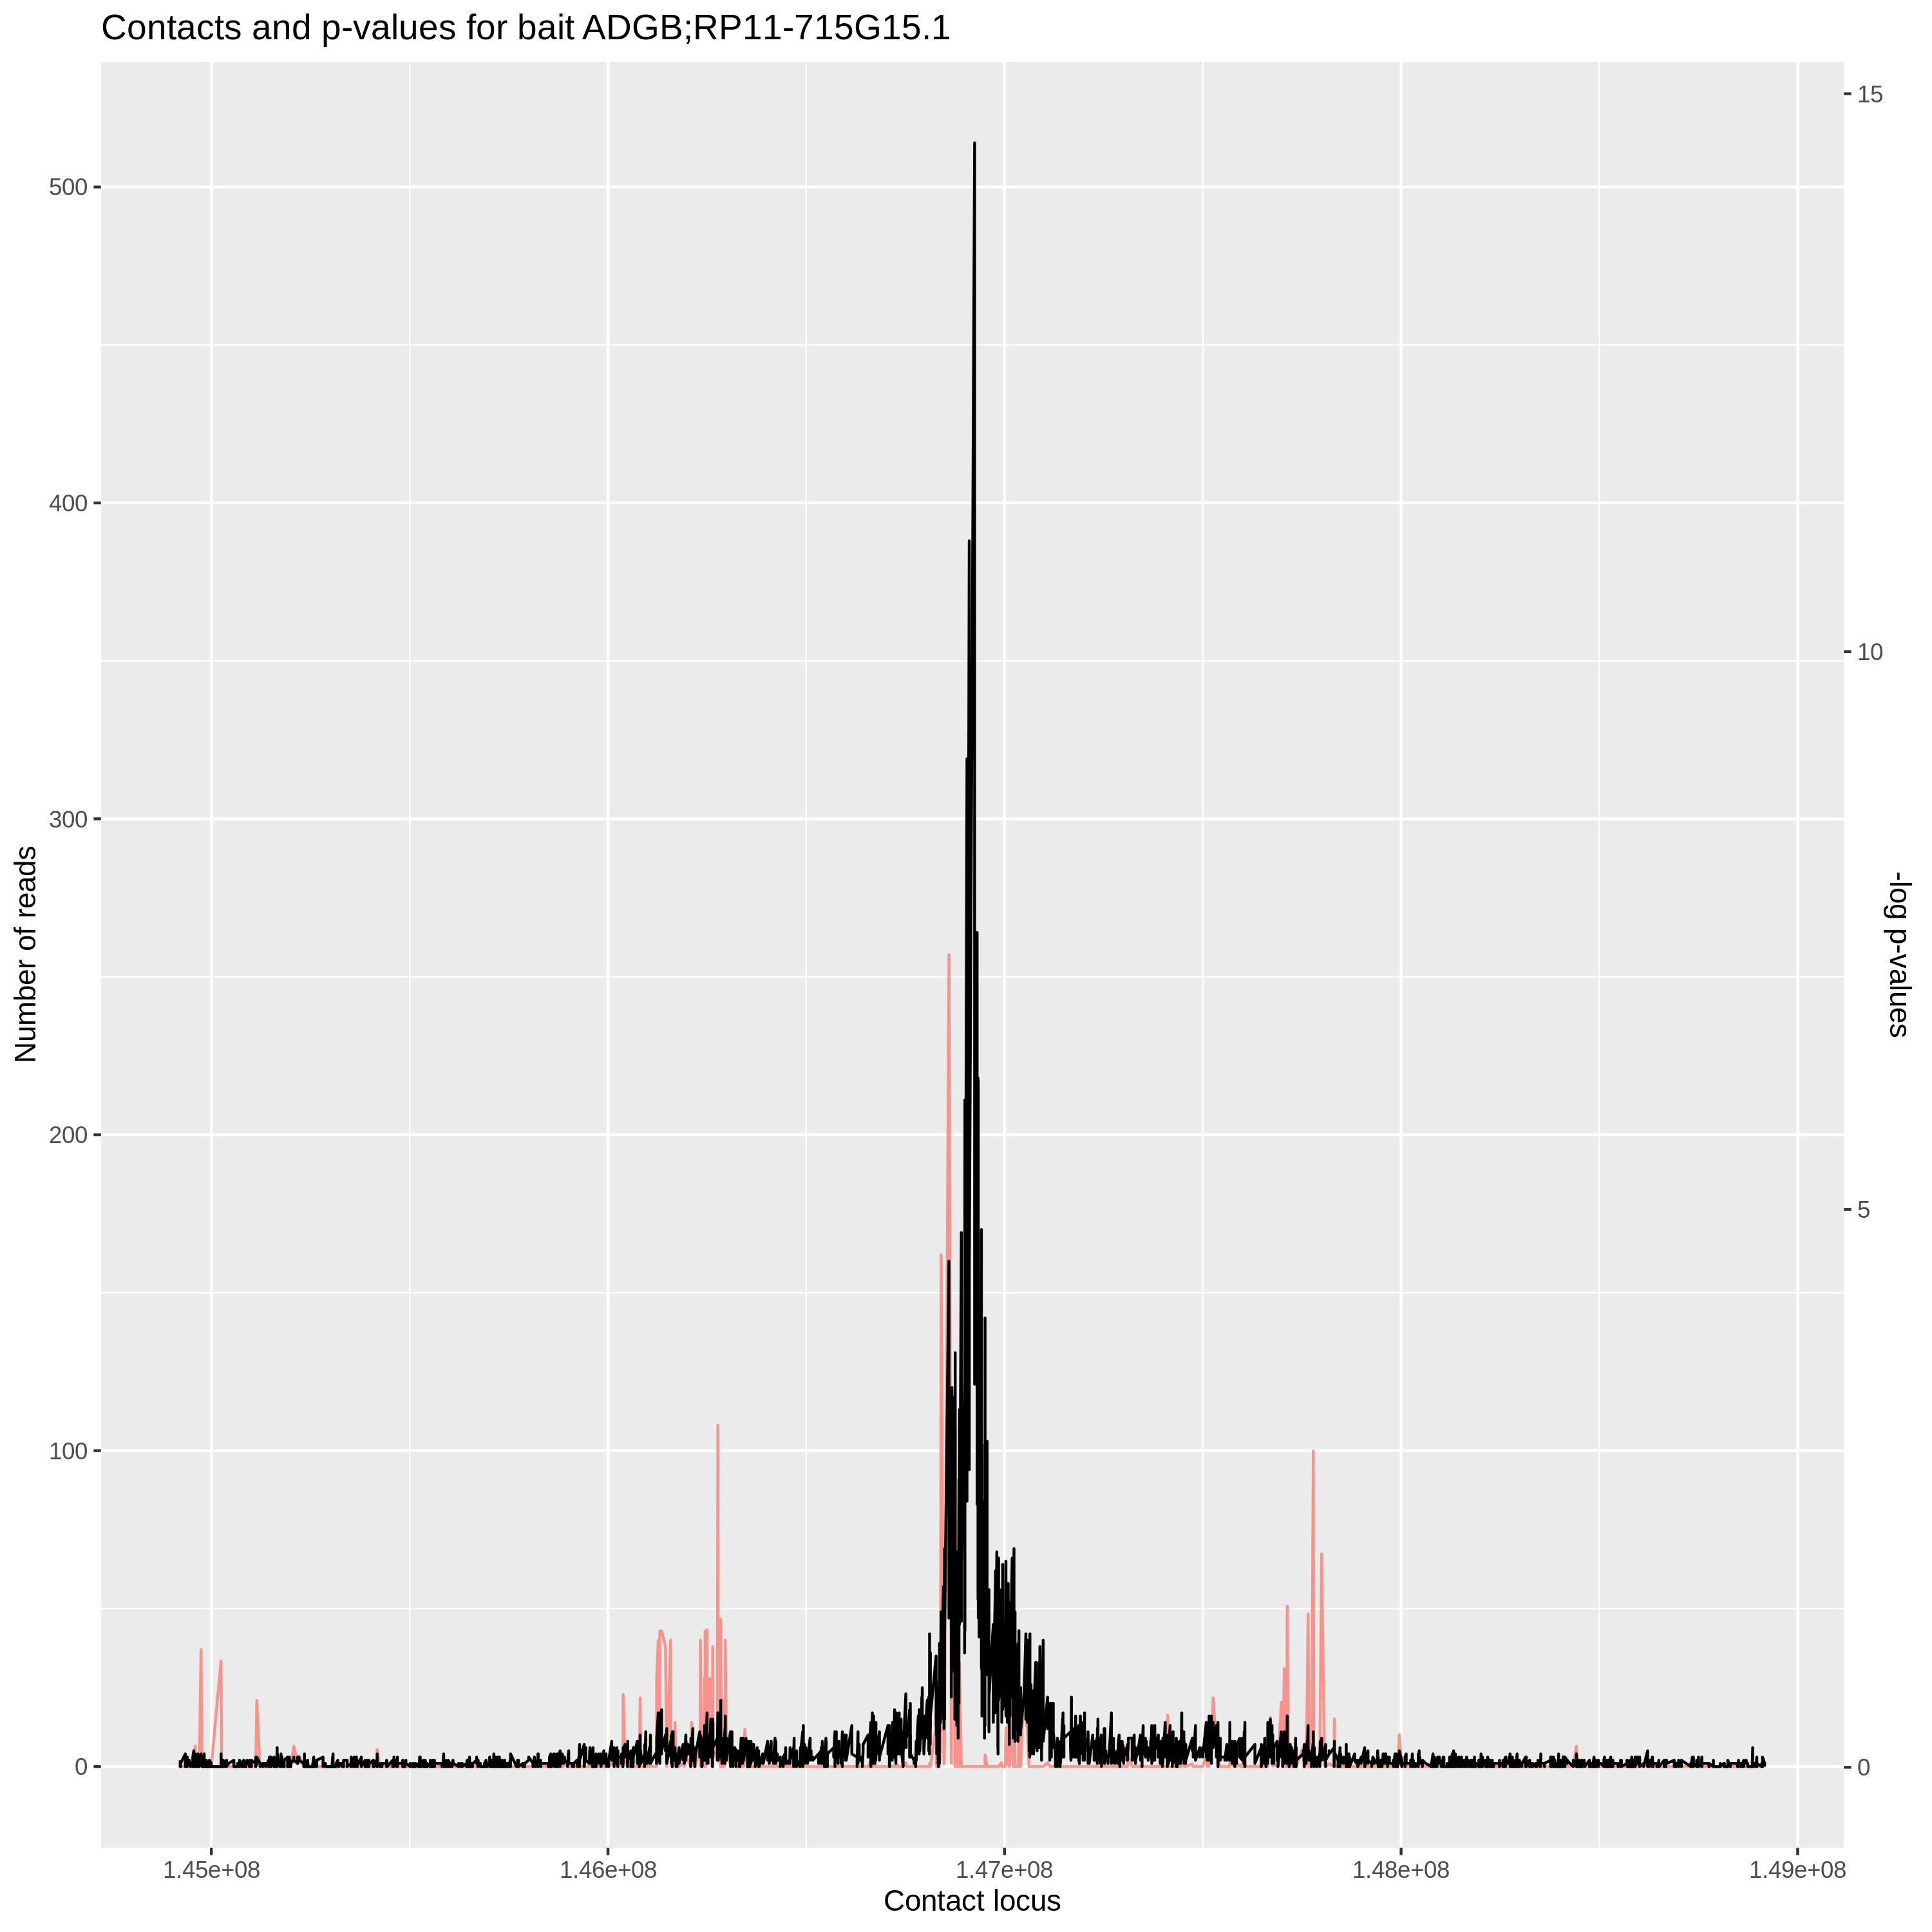 Contacts and p-values for bait ADGB;RP11-715G15.1
15
500
400
10
300
Number of reads
-log p-values
200
5
100
0
0
1.45e+08
1.46e+08
1.47e+08
1.48e+08
1.49e+08
Contact locus